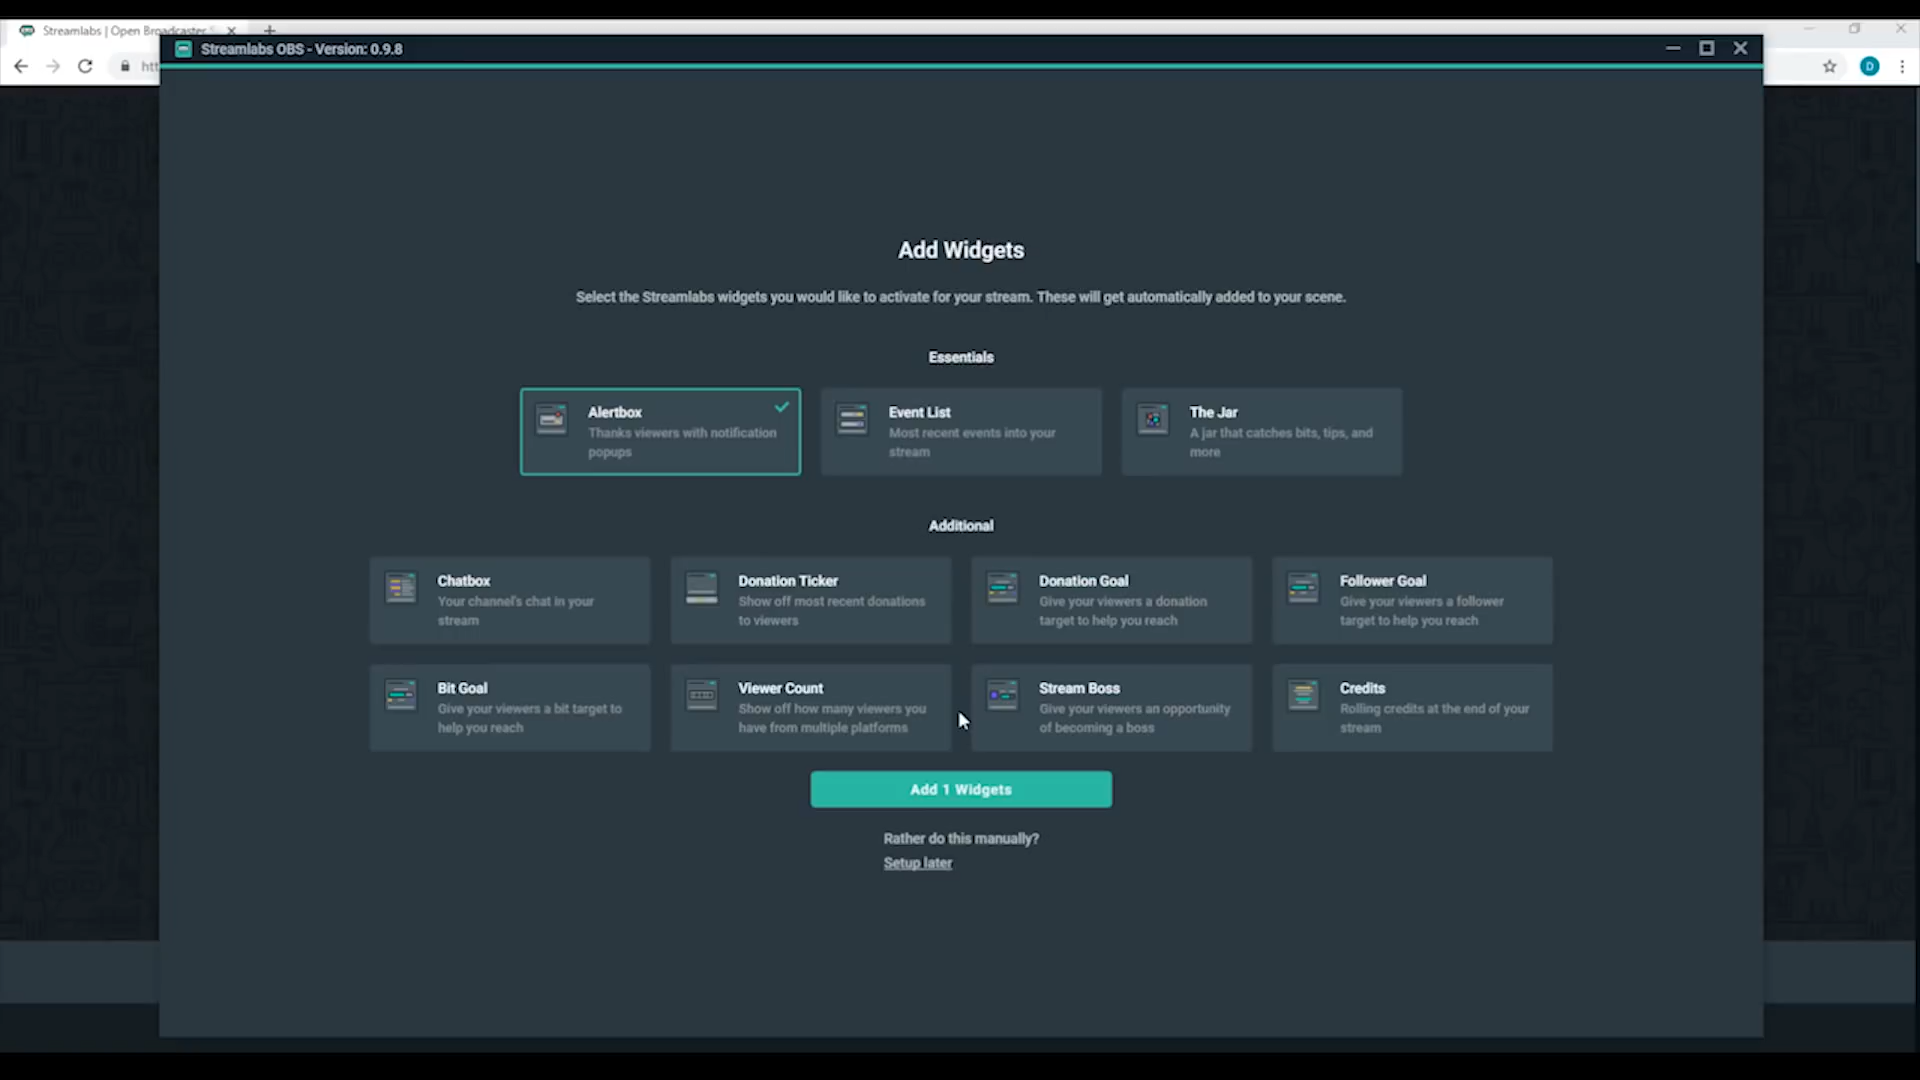 Streamlabs | Open Broadcaster
Streamlabs OBS - Version: 0.9.8
htt
D
Add Widgets
Select the Streamlabs widgets you would like to activate for your stream. These will get automatically added to your scene.
Essentials
Alertbox
Thanks viewers with notification
popups
Event List
Most recent events into your
stream
The Jar
A jar that catches bits, tips, and
more
Additional
Chatbox
Your channel's chat in your
stream
Donation Ticker
Show off most recent donations
to viewers
Donation Goal
Give your viewers a donation
target to help you reach
Follower Goal
Give your viewers a follower
target to help you reach
Bit Goal
Give your viewers a bit target to
help you reach
Viewer Count
Show off how many viewers you
have from multiple platforms
Stream Boss
Give your viewers an opportunity
of becoming a boss
Credits
Rolling credits at the end of your
stream
Add 1 Widgets
Rather do this manually?
Setup later